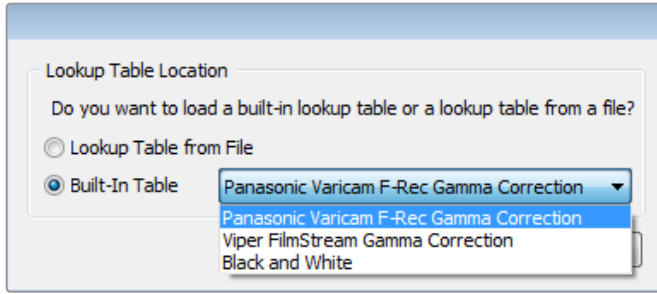 Lookup Table Location
Do you want to load a built-in lookup table or a lookup table from a file?
Lookup Table from File
Built-In Table Panasonic Varicam F-Rec Gamma Correction
Panasonic Varicam F-Rec Gamma Correction
Viper FilmStream Gamma Correction
Black and White